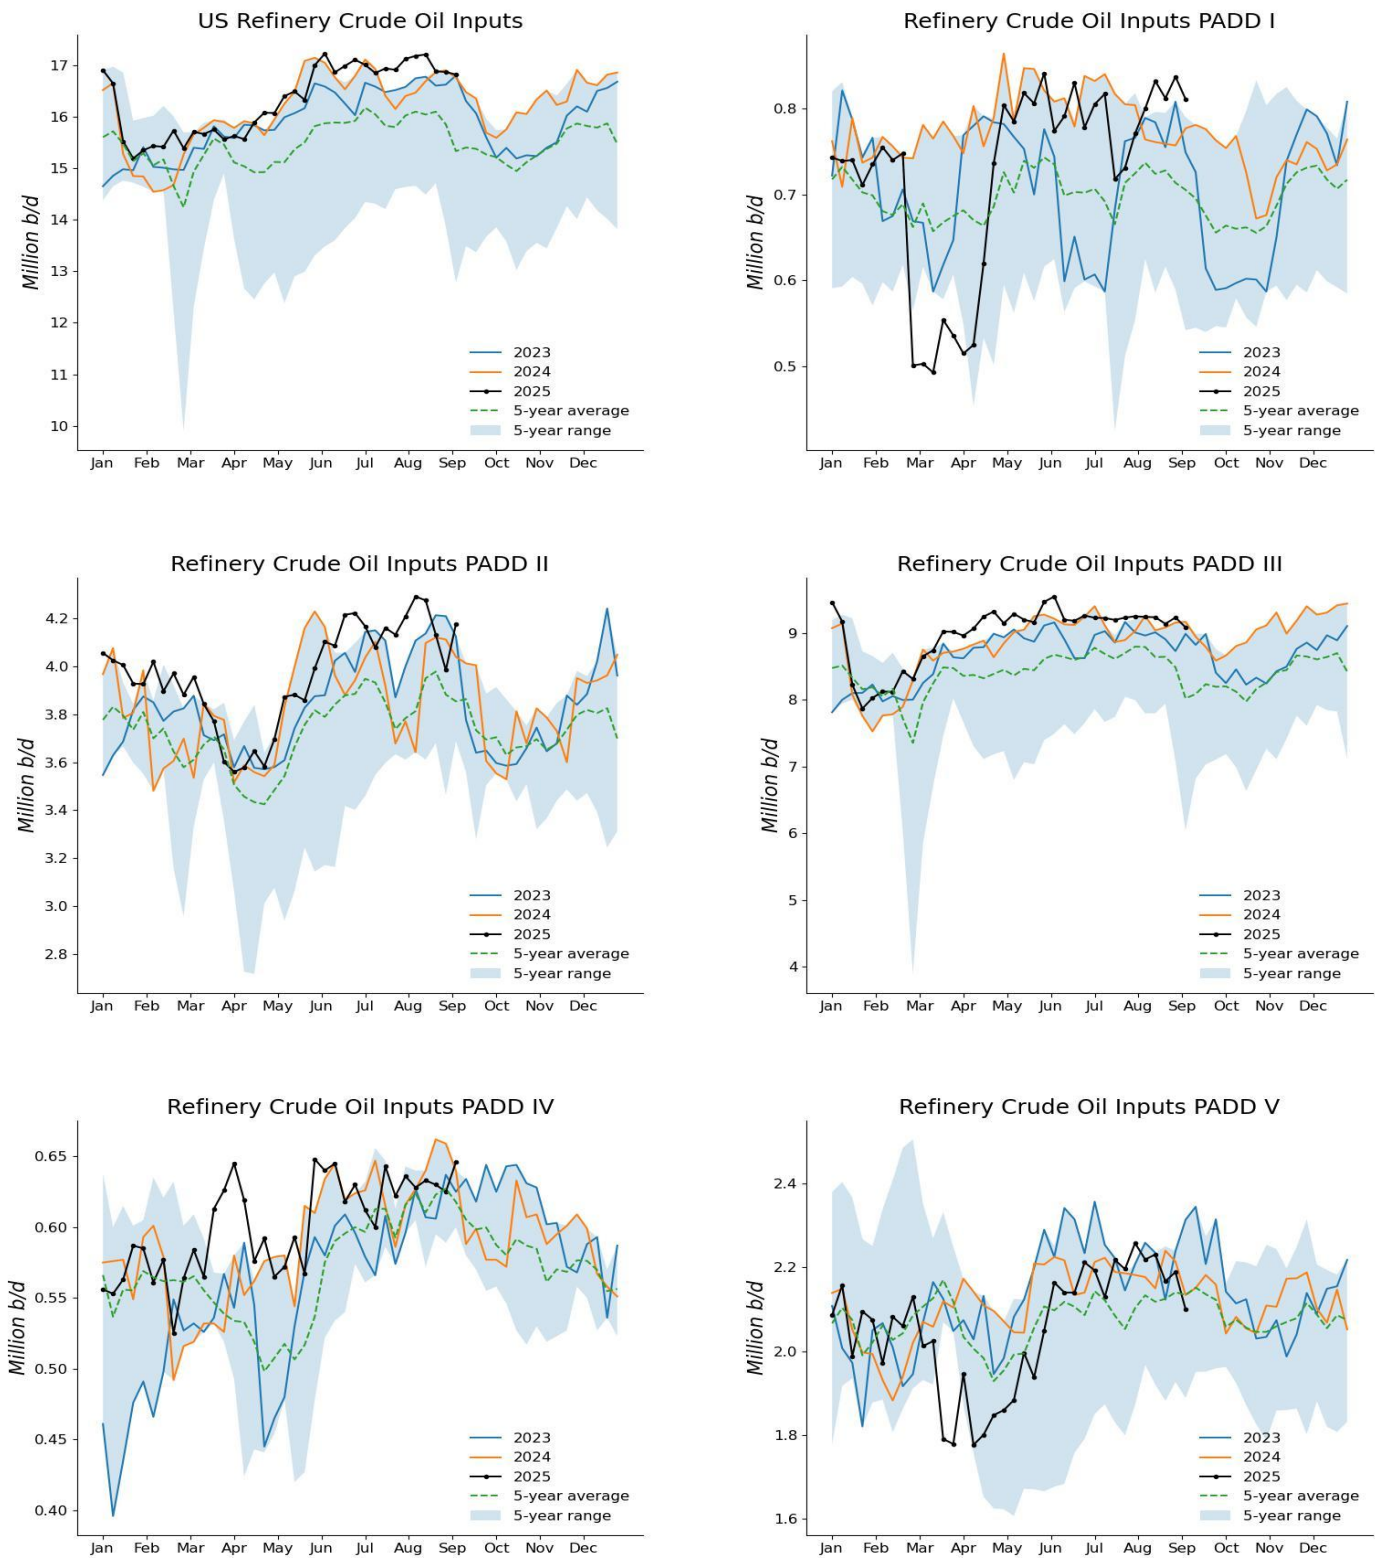 US Refinery Crude Oil Inputs
Million b/d
17
16
15
14
13
12
11
10
2023
2024
2025
5-year average
5-year range
Jan Feb Mar Apr May Jun Jul Aug Sep Oct Nov Dec
Refinery Crude Oil Inputs PADD I
Million b/d
0.8
0.7
0.6
0.5
2023
2024
2025
5-year average
5-year range
Jan Feb Mar Apr May Jun Jul Aug Sep Oct Nov Dec
Refinery Crude Oil Inputs PADD II
Million b/d
4.2
4.0
3.8
3.6
3.4
3.2
3.0
2.8
2023
2024
2025
5-year average
5-year range
Jan Feb Mar Apr May Jun Jul Aug Sep Oct Nov Dec
Refinery Crude Oil Inputs PADD III
Million b/d
9
8
7
6
5
4
2023
2024
2025
5-year average
5-year range
Jan Feb Mar Apr May Jun Jul Aug Sep Oct Nov Dec
Refinery Crude Oil Inputs PADD IV
Million b/d
0.65
0.60
0.55
0.50
0.45
0.40
2023
2024
2025
5-year average
5-year range
Jan Feb Mar Apr May Jun Jul Aug Sep Oct Nov Dec
Refinery Crude Oil Inputs PADD V
Million b/d
2.4
2.2
2.0
1.8
1.6
2023
2024
2025
5-year average
5-year range
Jan Feb Mar Apr May Jun Jul Aug Sep Oct Nov Dec